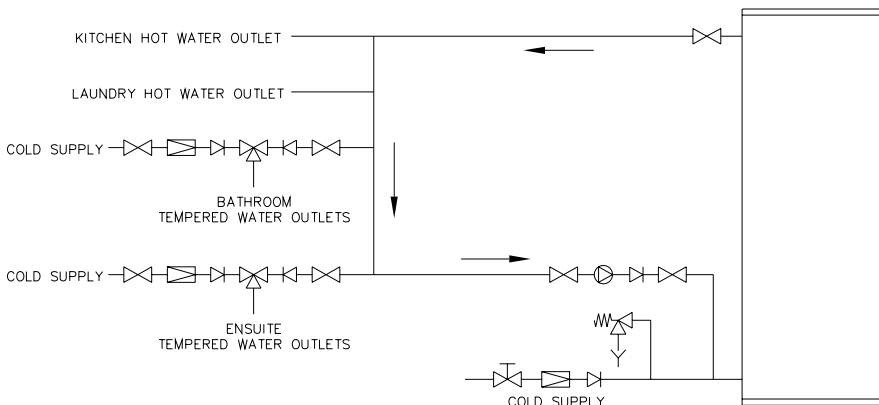 KITCHEN HOT WATER OUTLET
LAUNDRY HOT WATER OUTLET
COLD SUPPLY
BATHROOM
TEMPERED WATER OUTLETS
COLD SUPPLY
ENSUITE
TEMPERED WATER OUTLETS
COLD SUPPLY